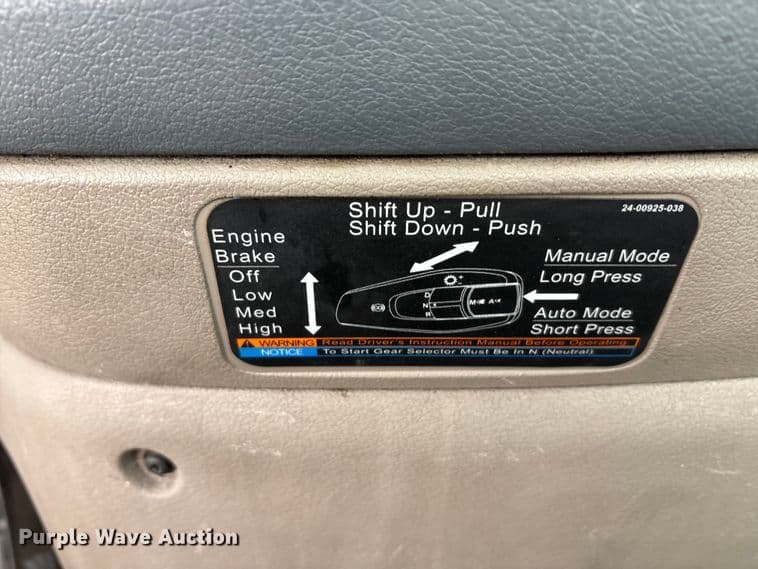 Shift Up - Pull
24-00925-038
Shift Down - Push
Engine
Brake
Off
Low
Med
High
Manual Mode
Long Press
Auto Mode
Short Press
D
N
R
WARNING Read Driver's Instruction Manual Before Operating
NOTICE To Start Gear Selector Must Be In N (Neutral).
Purple Wave Auction